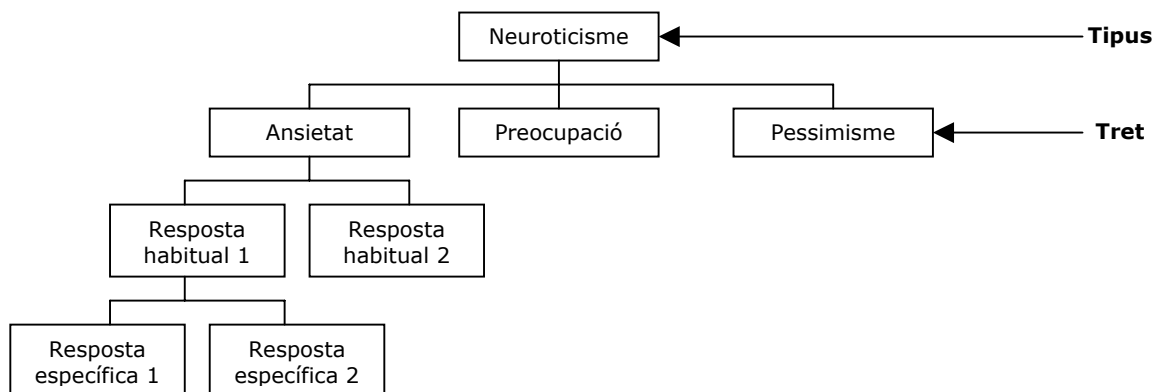 Neuroticisme
Tipus
Ansietat
Preocupació
Pessimisme
Tret
Resposta
habitual 1
Resposta
habitual 2
Resposta
específica 1
Resposta
específica 2